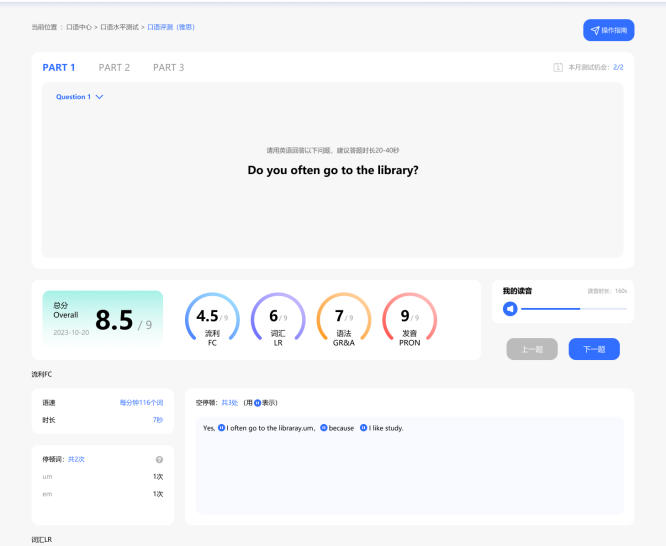 当前位置 : 口语中心 > 口语水平测试 > 口语评测 (雅思)
操作指南
PART 1 PART 2 PART 3
1 本月测试机会: 2/2
Question 1
请用英语回答以下问题, 建议答题时长20-40秒
Do you often go to the library?
总分
Overall
2023-10-20
8.5 / 9
4.5 / 9
流利
FC
6 / 9
词汇
LR
7 / 9
语法
GR&A
9 / 9
发音
PRON
我的读音
读音时长: 160s
上一题
下一题
流利FC
语速 每分钟116个词
时长 7秒
停顿词: 共2次 ?
um 1次
em 1次
空停顿: 共3处 (用 表示)
Yes, I often go to the libraray.um, because I like study.
词汇LR